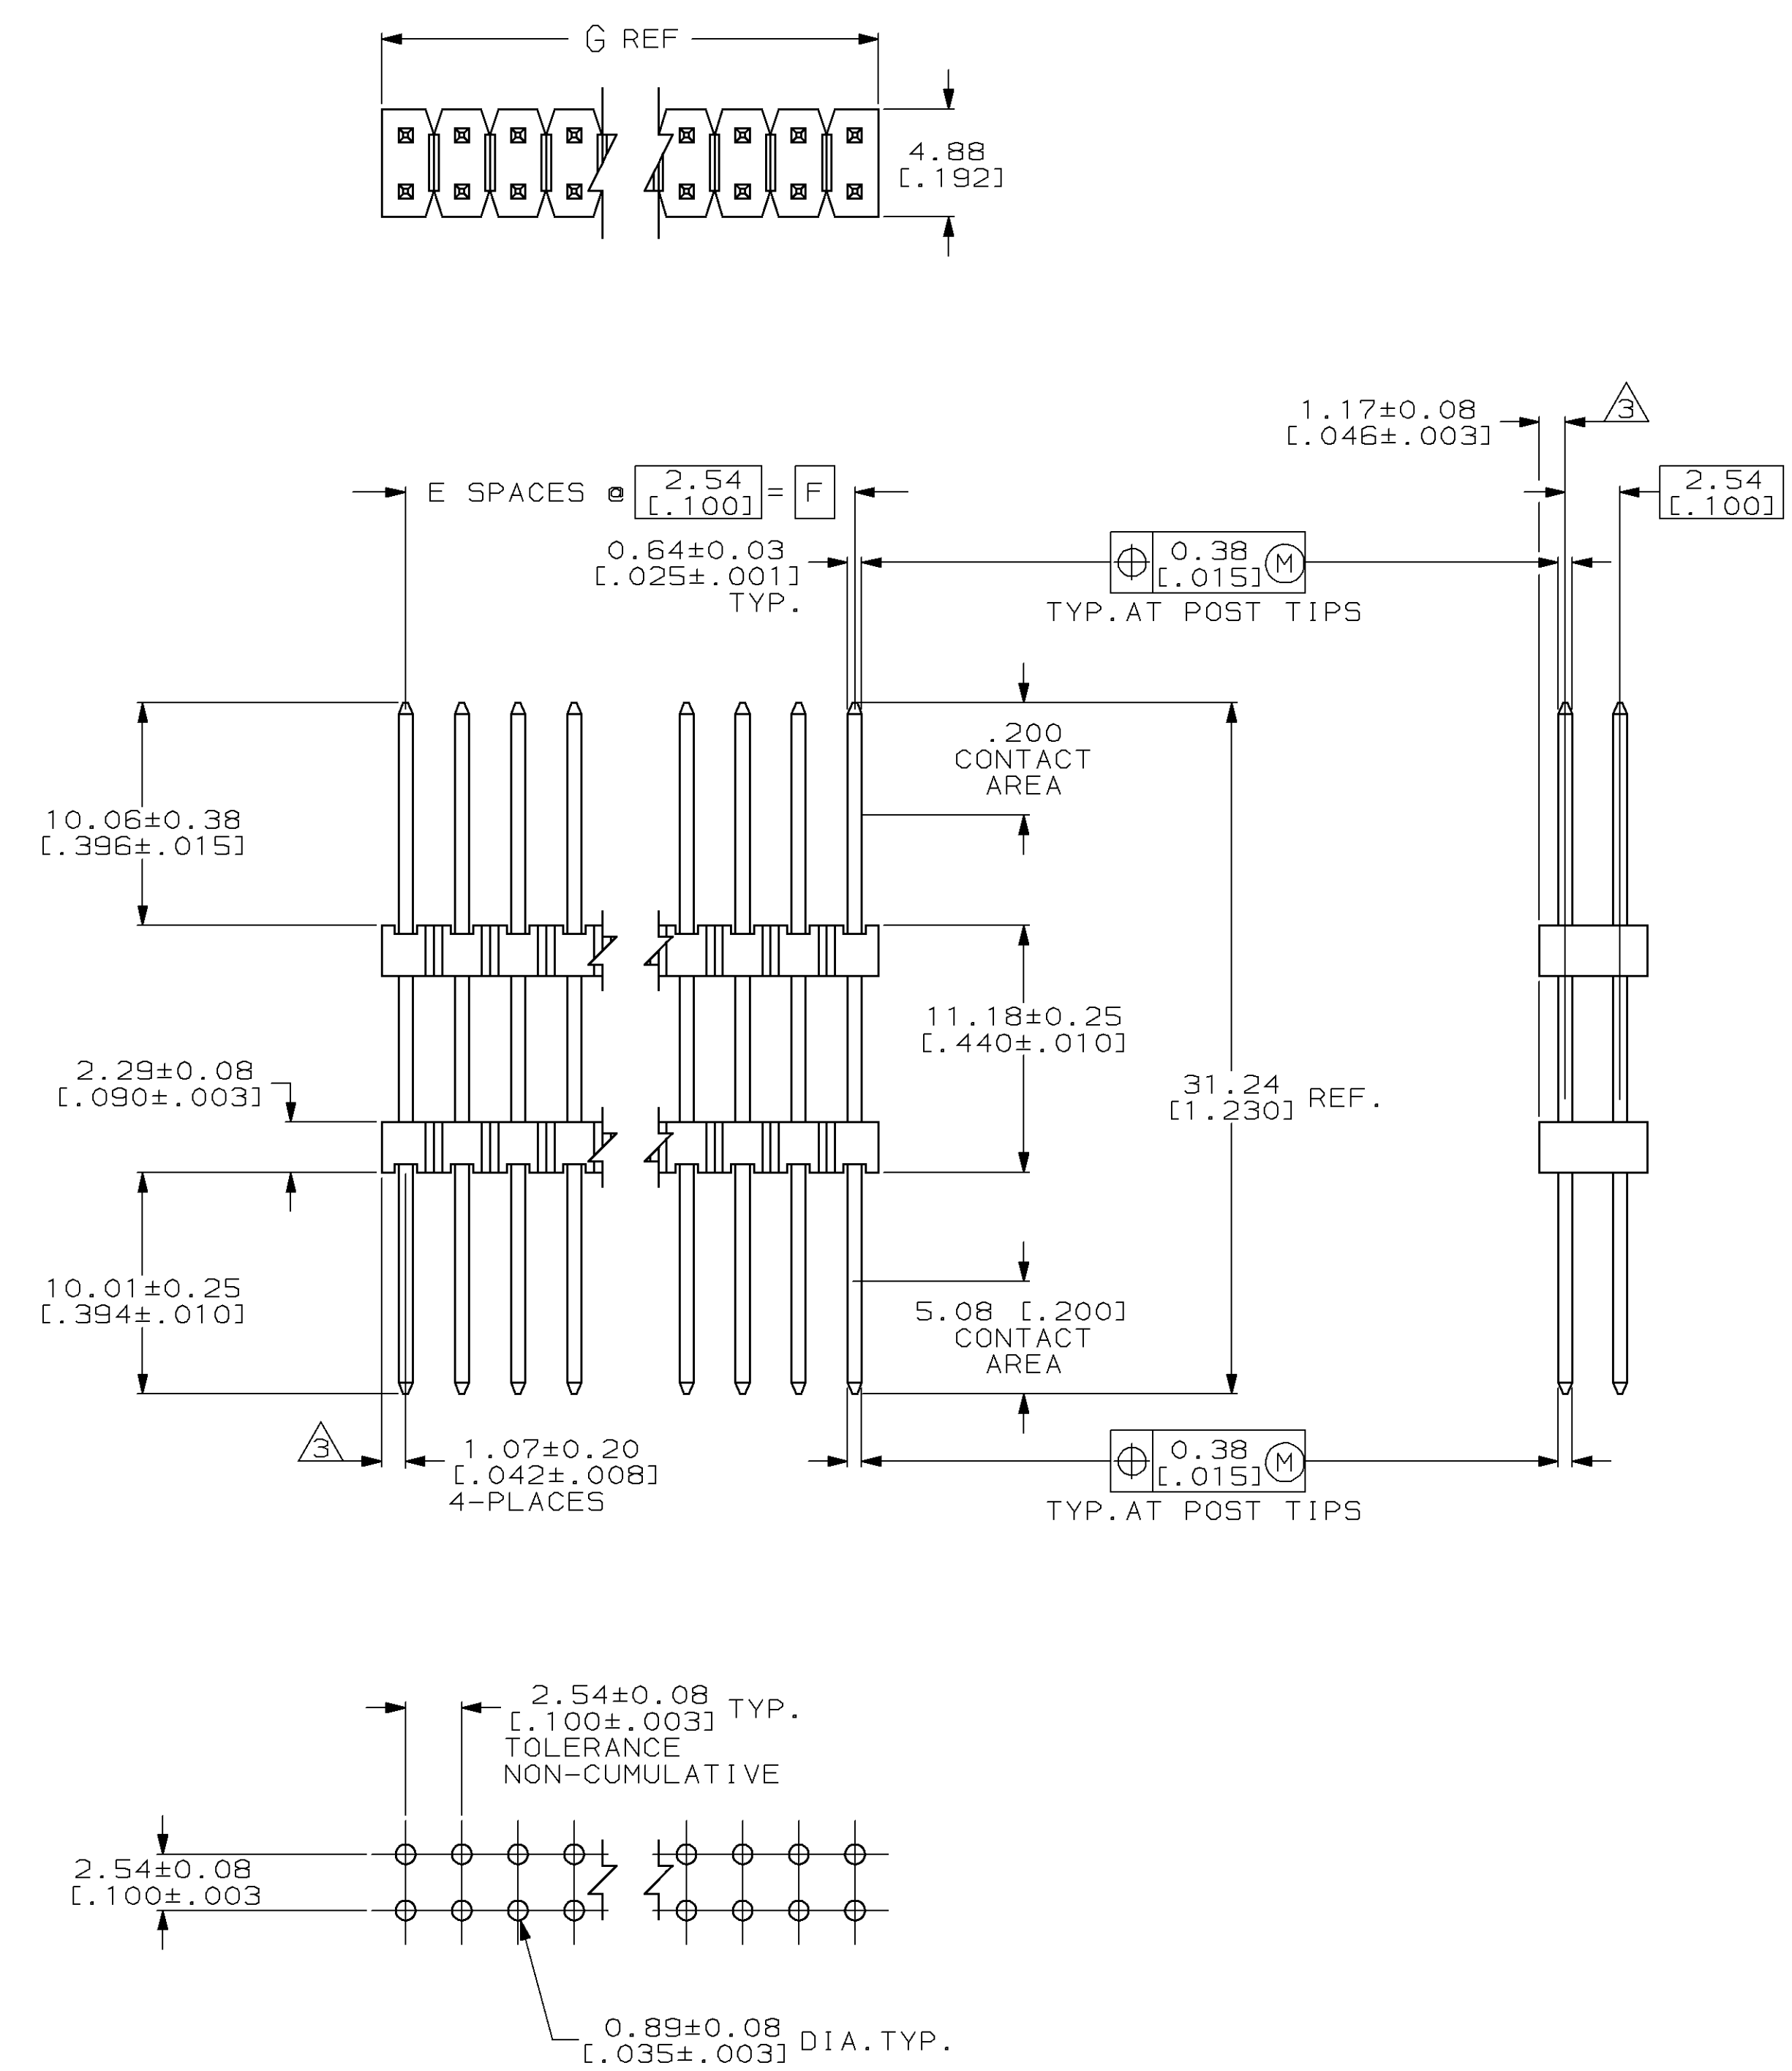 G REF
4.88
[.192]
1.17±0.08
[.046±.003]
3
E SPACES @ 2.54 [.100] = F
2.54
[.100]
0.64±0.03
[.025±.001]
TYP.
0.38
[.015] M
TYP.AT POST TIPS
.200
CONTACT
AREA
10.06±0.38
[.396±.015]
11.18±0.25
[.440±.010]
2.29±0.08
[.090±.003]
31.24
[1.230] REF.
10.01±0.25
[.394±.010]
5.08 [.200]
CONTACT
AREA
3
1.07±0.20
[.042±.008]
4-PLACES
0.38
[.015] M
TYP.AT POST TIPS
2.54±0.08
[.100±.003] TYP.
TOLERANCE
NON-CUMULATIVE
2.54±0.08
[.100±.003
0.89±0.08
[.035±.003] DIA.TYP.